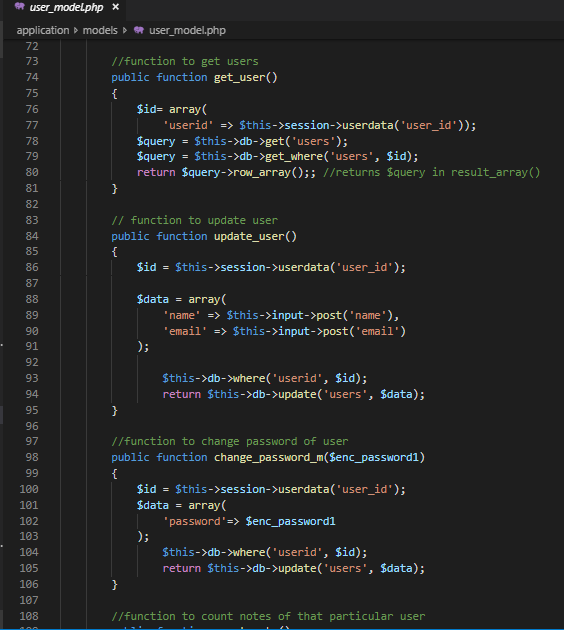 user_model.php ×
application > models > user_model.php
72
73 //function to get users
74 public function get_user()
75 {
76 $id= array(
77 'userid' => $this->session->userdata('user_id'));
78 $query = $this->db->get('users');
79 $query = $this->db->get_where('users', $id);
80 return $query->row_array();; //returns $query in result_array()
81 }
82
83 // function to update user
84 public function update_user()
85 {
86 $id = $this->session->userdata('user_id');
87
88 $data = array(
89 'name' => $this->input->post('name'),
90 'email' => $this->input->post('email')
91 );
92
93 $this->db->where('userid', $id);
94 return $this->db->update('users', $data);
95 }
96
97 //function to change password of user
98 public function change_password_m($enc_password1)
99 {
100 $id = $this->session->userdata('user_id');
101 $data = array(
102 'password'=> $enc_password1
103 );
104 $this->db->where('userid', $id);
105 return $this->db->update('users', $data);
106 }
107
108 //function to count notes of that particular user